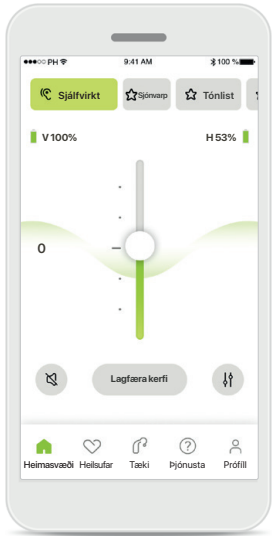 PH 9:41 AM 100 %
Sjálfvirkt Sjónvarp Tónlist
V 100% H 53%
0
Lagfæra kerfi
Heimasvæði Heilsufar Tæki Þjónusta Prófíll